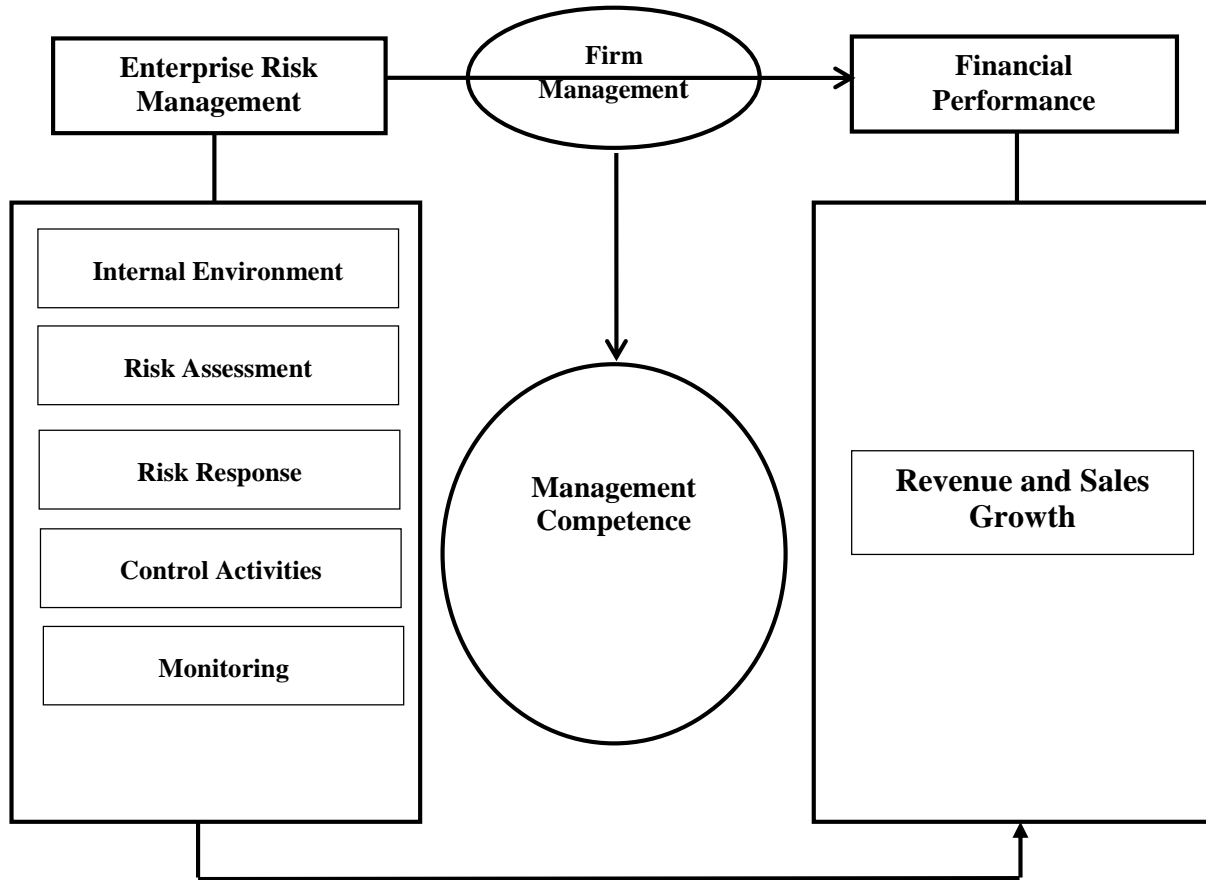 Enterprise Risk
Management
Firm
Management
Financial
Performance
Internal Environment
Risk Assessment
Risk Response
Control Activities
Monitoring
Management
Competence
Revenue and Sales
Growth